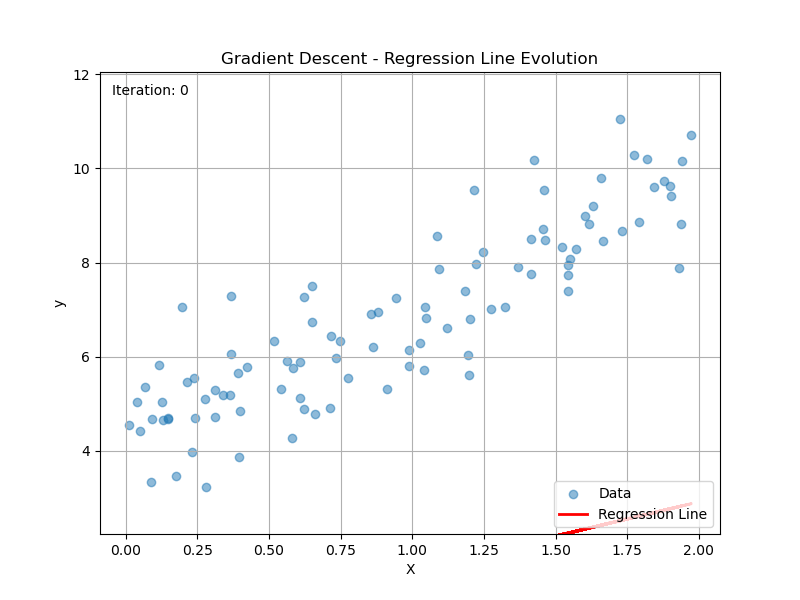 Gradient Descent - Regression Line Evolution
12
Iteration: 0
10
8
6
4
y
Data
Regression Line
0.00 0.25 0.50 0.75 1.00 1.25 1.50 1.75 2.00
X